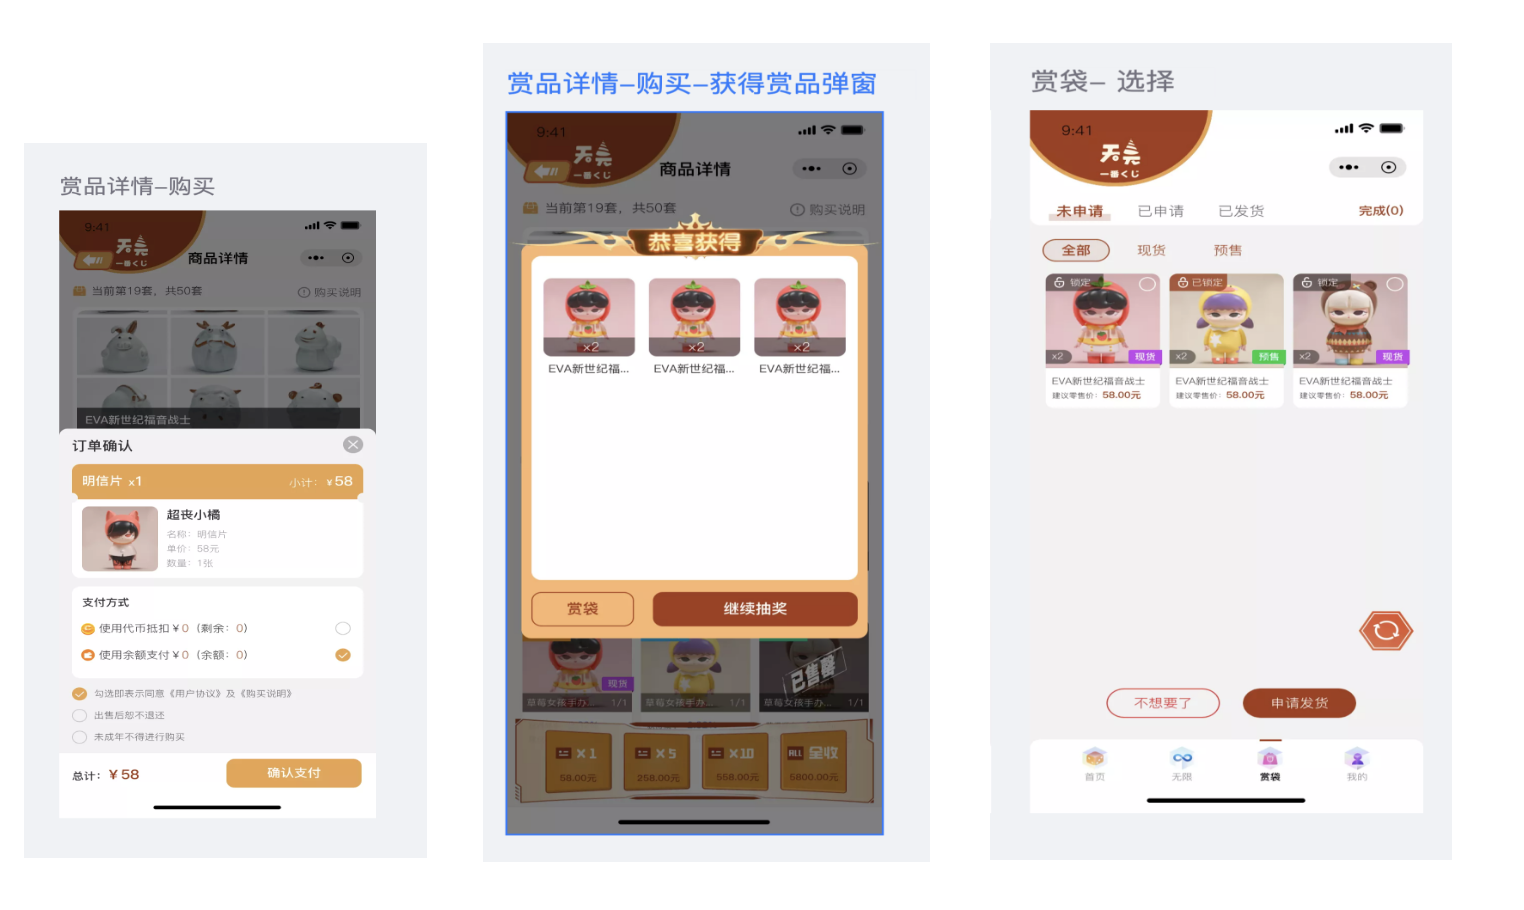 赏品详情-购买
9:41
天亮
一番くじ
商品详情
当前第19套，共50套
购买说明
EVA新世纪福音战士
订单确认
明信片 x1
小计：¥58
超丧小橘
名称：明信片
单价：58元
数量：1张
支付方式
使用代币抵扣¥0（剩余：0）
使用余额支付¥0（余额：0）
勾选即表示同意《用户协议》及《购买说明》
出售后恕不退还
未成年不得进行购买
总计：¥58
确认支付
赏品详情-购买-获得赏品弹窗
9:41
天亮
一番くじ
商品详情
当前第19套，共50套
购买说明
恭喜获得
x2
x2
x2
EVA新世纪福...
EVA新世纪福...
EVA新世纪福...
赏袋
继续抽奖
现货
已售罄
草莓女孩手办... 1/1
草莓女孩手办... 1/1
草莓女孩手办... 1/1
X1
X5
X10
ALL 全收
58.00元
258.00元
558.00元
5800.00元
赏袋- 选择
9:41
天亮
一番くじ
未申请
已申请
已发货
完成(0)
全部
现货
预售
锁定
已锁定
锁定
x2
现货
x2
预售
x2
现货
EVA新世纪福音战士
EVA新世纪福音战士
EVA新世纪福音战士
建议零售价：58.00元
建议零售价：58.00元
建议零售价：58.00元
不想要了
申请发货
首页
无限
赏袋
我的